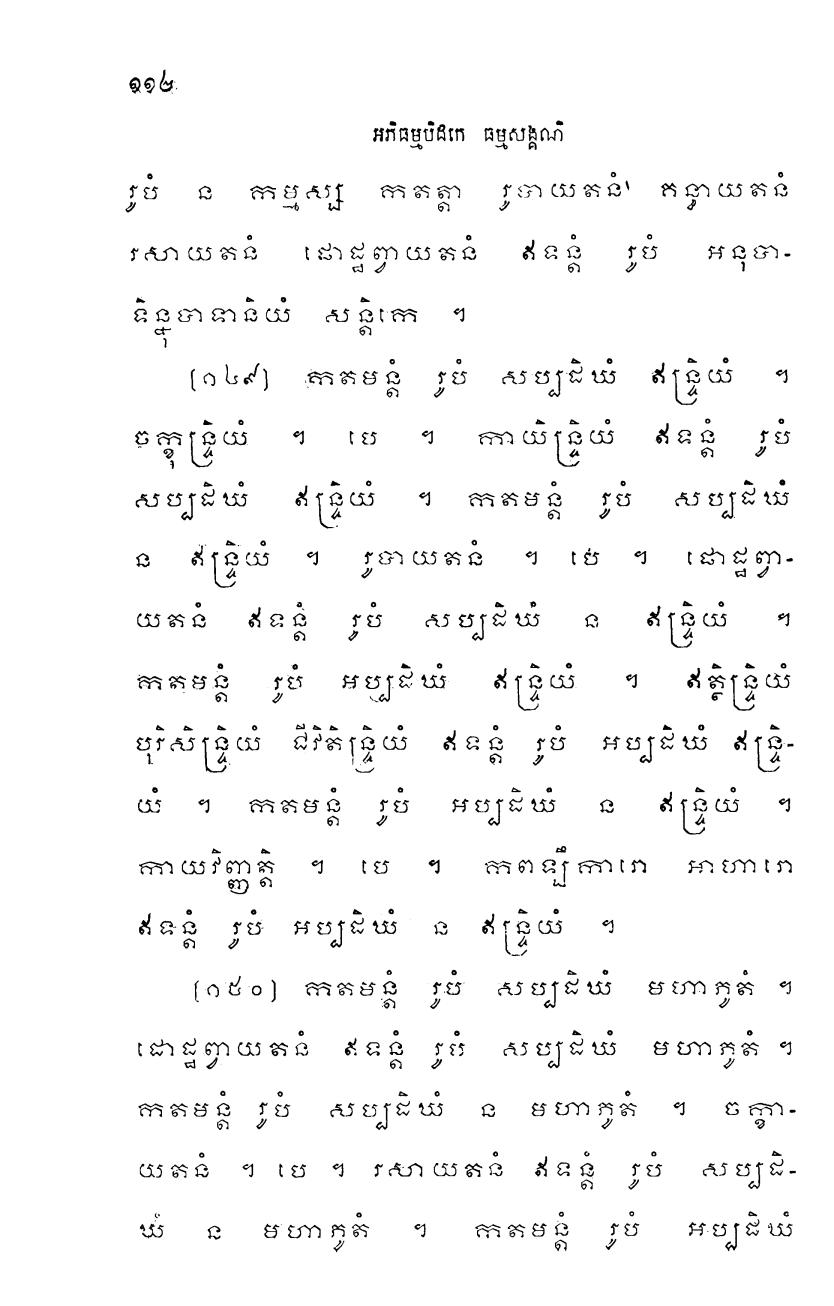 ១១៤
អភិធម្មបិដកេ ធម្មសង្គណិ
រូបំ ន កម្មស្ស កតត្តា រូបាយតនំ គន្ធាយតនំ
រសាយតនំ ផោដ្ឋព្វាយតនំ ឥទន្តំ រូបំ អនុបា-
ទិន្នុបាទានិយំ សន្តិកេ ។
[១៤៩] កតមន្តំ រូបំ សប្បដិឃំ ឥន្ទ្រិយំ ។
ចក្ខុន្ទ្រិយំ ។ បេ ។ កាយិន្ទ្រិយំ ឥទន្តំ រូបំ
សប្បដិឃំ ឥន្ទ្រិយំ ។ កតមន្តំ រូបំ សប្បដិឃំ
ន ឥន្ទ្រិយំ ។ រូបាយតនំ ។ បេ ។ ផោដ្ឋព្វា-
យតនំ ឥទន្តំ រូបំ សប្បដិឃំ ន ឥន្ទ្រិយំ ។
កតមន្តំ រូបំ អប្បដិឃំ ឥន្ទ្រិយំ ។ ឥត្ថិន្ទ្រិយំ
បុរិសិន្ទ្រិយំ ជីវិតិន្ទ្រិយំ ឥទន្តំ រូបំ អប្បដិឃំ ឥន្ទ្រិ-
យំ ។ កតមន្តំ រូបំ អប្បដិឃំ ន ឥន្ទ្រិយំ ។
កាយវិញ្ញត្តិ ។ បេ ។ កពឡឹការោ អាហារោ
ឥទន្តំ រូបំ អប្បដិឃំ ន ឥន្ទ្រិយំ ។
[១៥០] កតមន្តំ រូបំ សប្បដិឃំ មហាភូតំ ។
ផោដ្ឋព្វាយតនំ ឥទន្តំ រូបំ សប្បដិឃំ មហាភូតំ ។
កតមន្តំ រូបំ សប្បដិឃំ ន មហាភូតំ ។ ចក្ខា-
យតនំ ។ បេ ។ រសាយតនំ ឥទន្តំ រូបំ សប្បដិ-
ឃំ ន មហាភូតំ ។ កតមន្តំ រូបំ អប្បដិឃំ